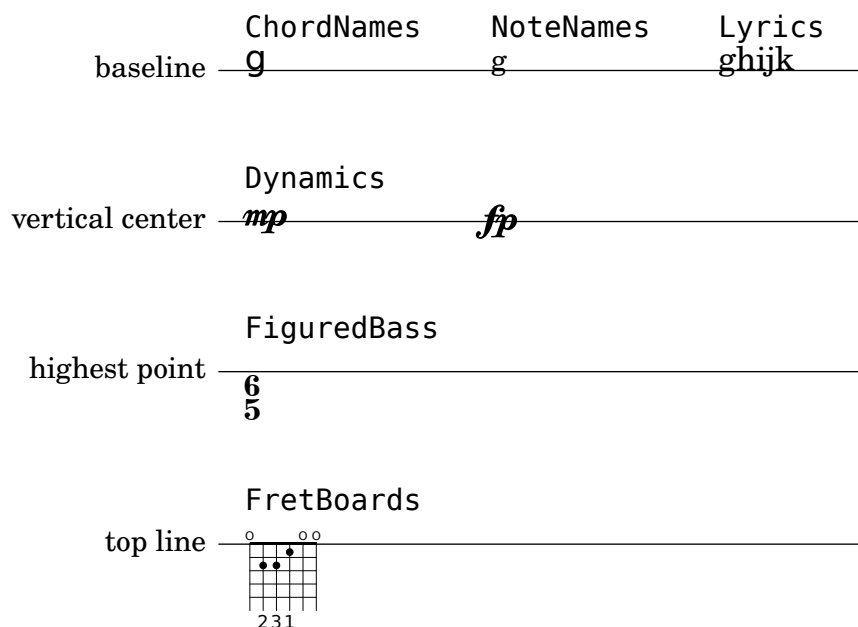 ChordNames NoteNames Lyrics
baseline g g ghijk
Dynamics
vertical center mp fp
FiguredBass
highest point
6
5
FretBoards
o o o
top line
231